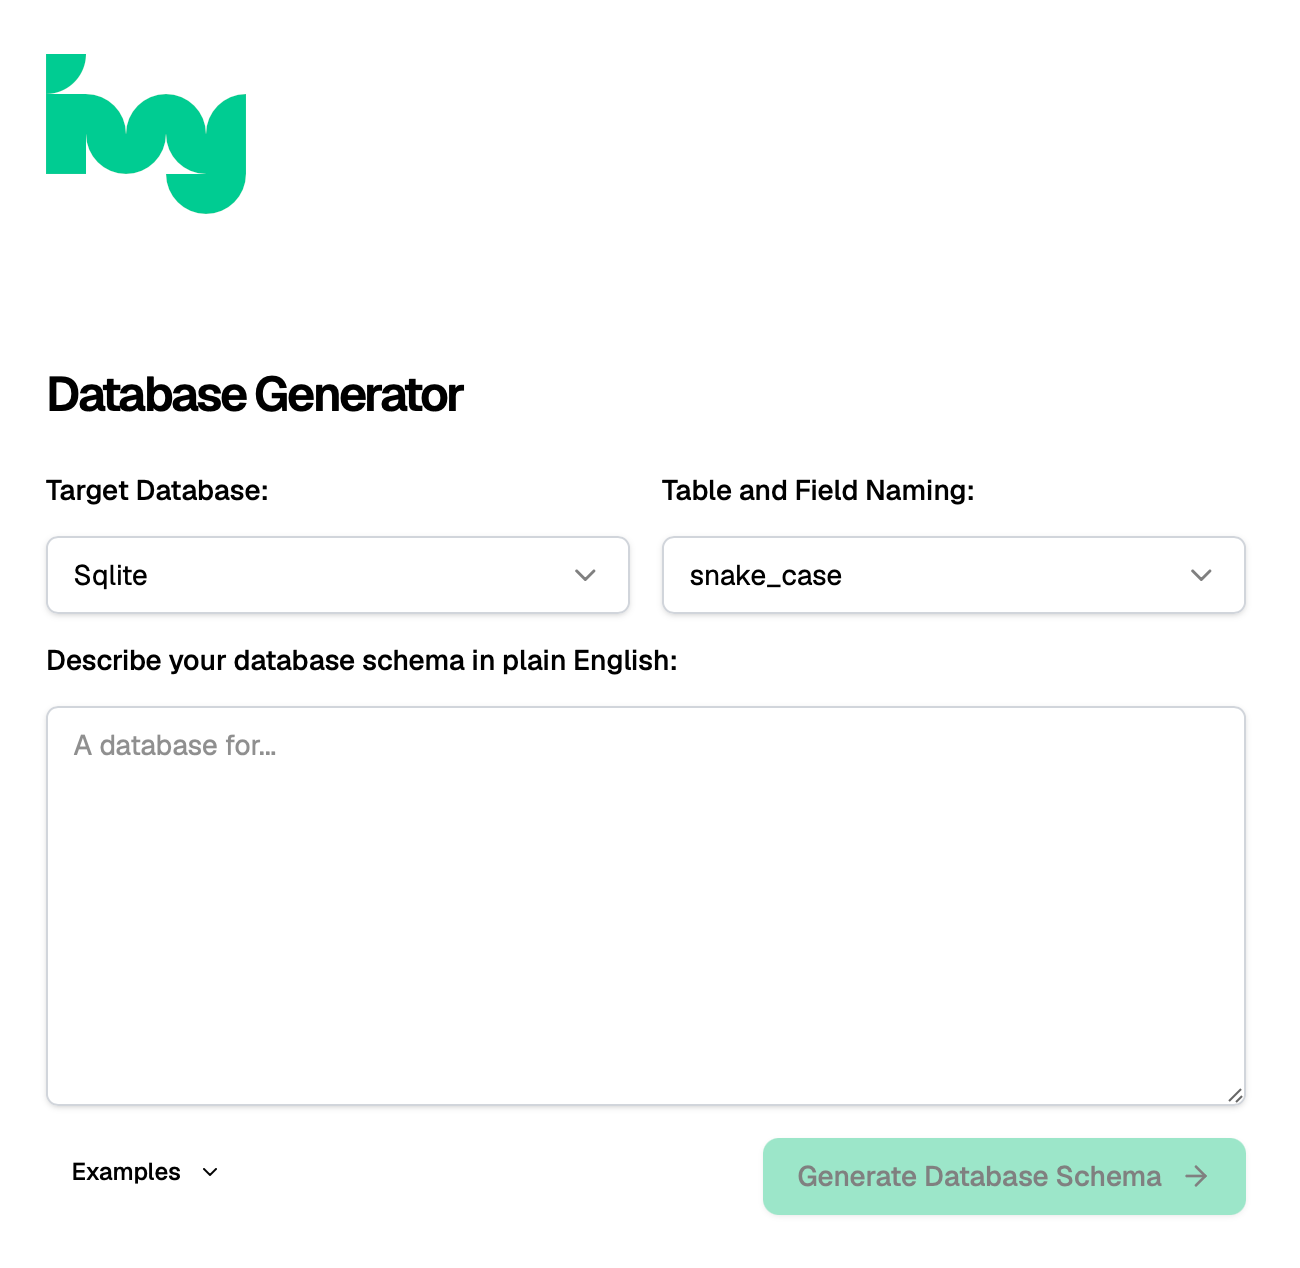 ivy
Database Generator
Target Database:
Table and Field Naming:
Sqlite
snake_case
Describe your database schema in plain English:
A database for...
Examples
Generate Database Schema